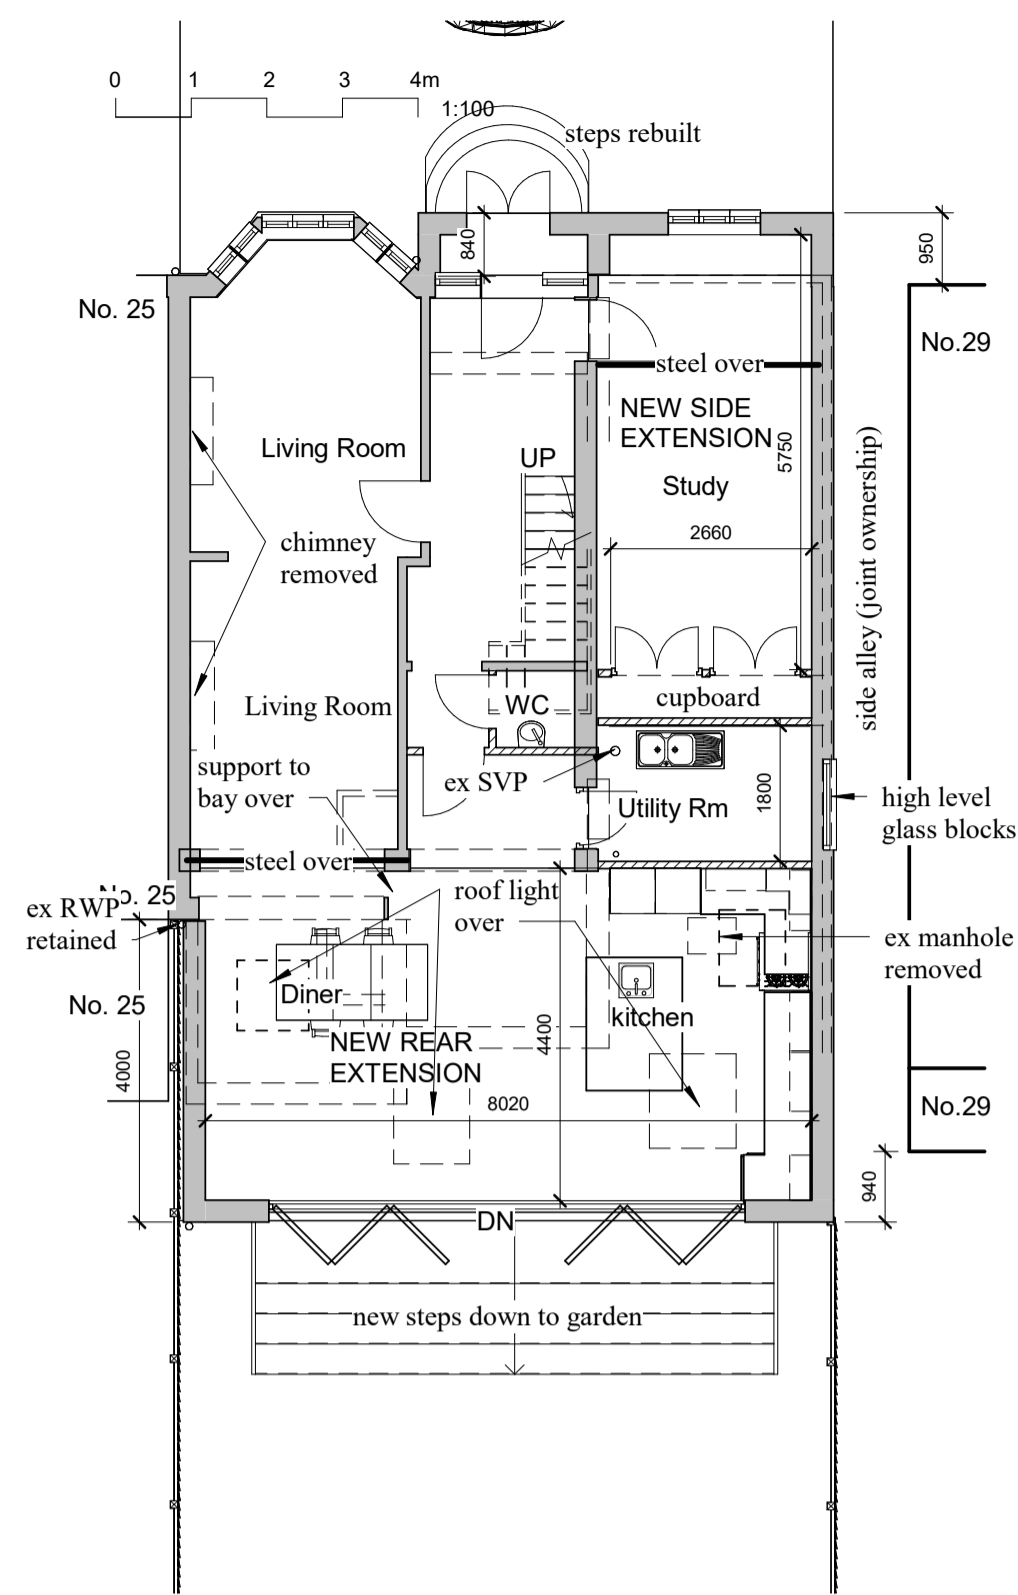 0 1 2 3 4m
1:100
steps rebuilt
840
950
No. 25
No.29
steel over
NEW SIDE
EXTENSION
5750
Living Room
UP
Study
side alley (joint ownership)
2660
chimney
removed
WC
cupboard
Living Room
support to
bay over
ex SVP
Utility Rm
1800
high level
glass blocks
steel over
No. 25
ex RWP
retained
roof light
over
ex manhole
removed
No. 25
Diner
kitchen
NEW REAR
EXTENSION
4400
4000
8020
No.29
940
DN
new steps down to garden